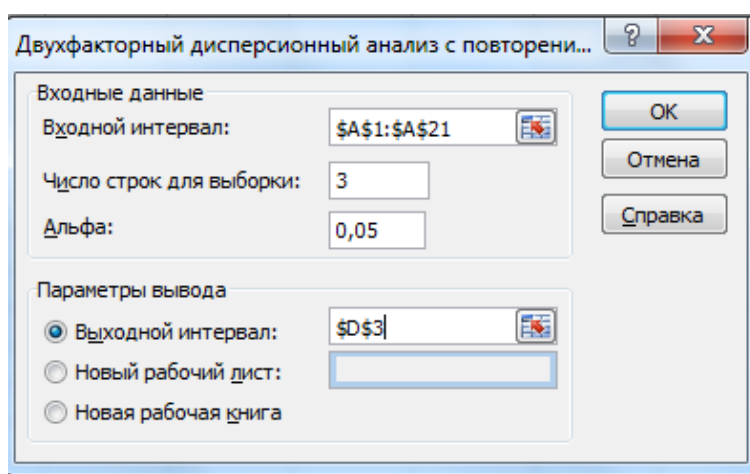 Двухфакторный дисперсионный анализ с повторени...
Входные данные
Входной интервал: $A$1:$A$21
Число строк для выборки: 3
Альфа: 0,05
Параметры вывода
Выходной интервал: $D$3
Новый рабочий лист:
Новая рабочая книга
ОК
Отмена
Справка